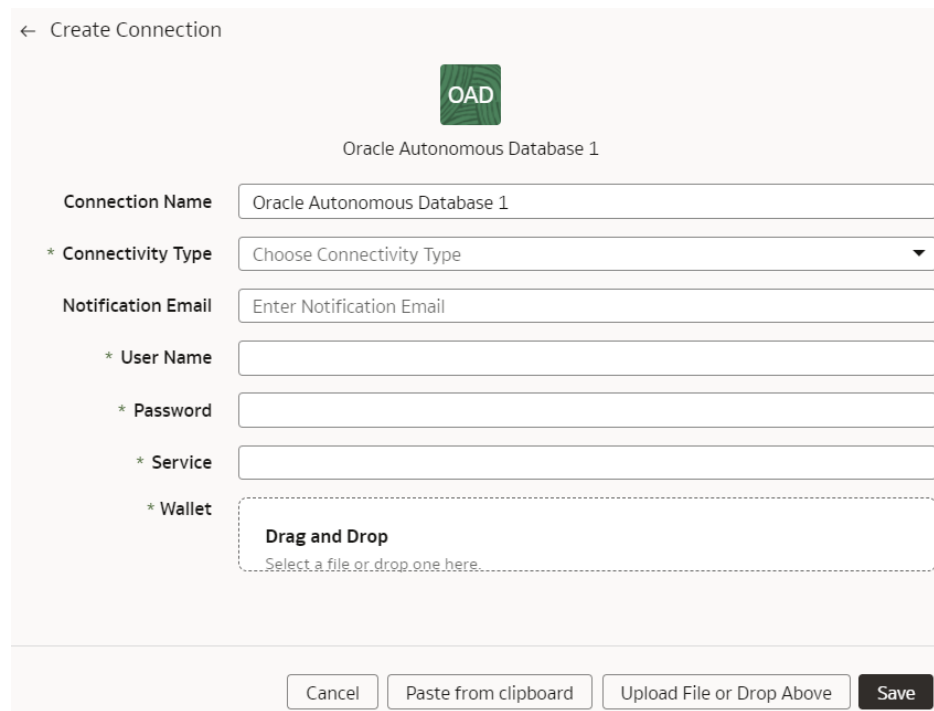 ← Create Connection
OAD
Oracle Autonomous Database 1
Connection Name Oracle Autonomous Database 1
* Connectivity Type Choose Connectivity Type
Notification Email Enter Notification Email
* User Name
* Password
* Service
* Wallet
Drag and Drop
Select a file or drop one here.
Cancel Paste from clipboard Upload File or Drop Above Save